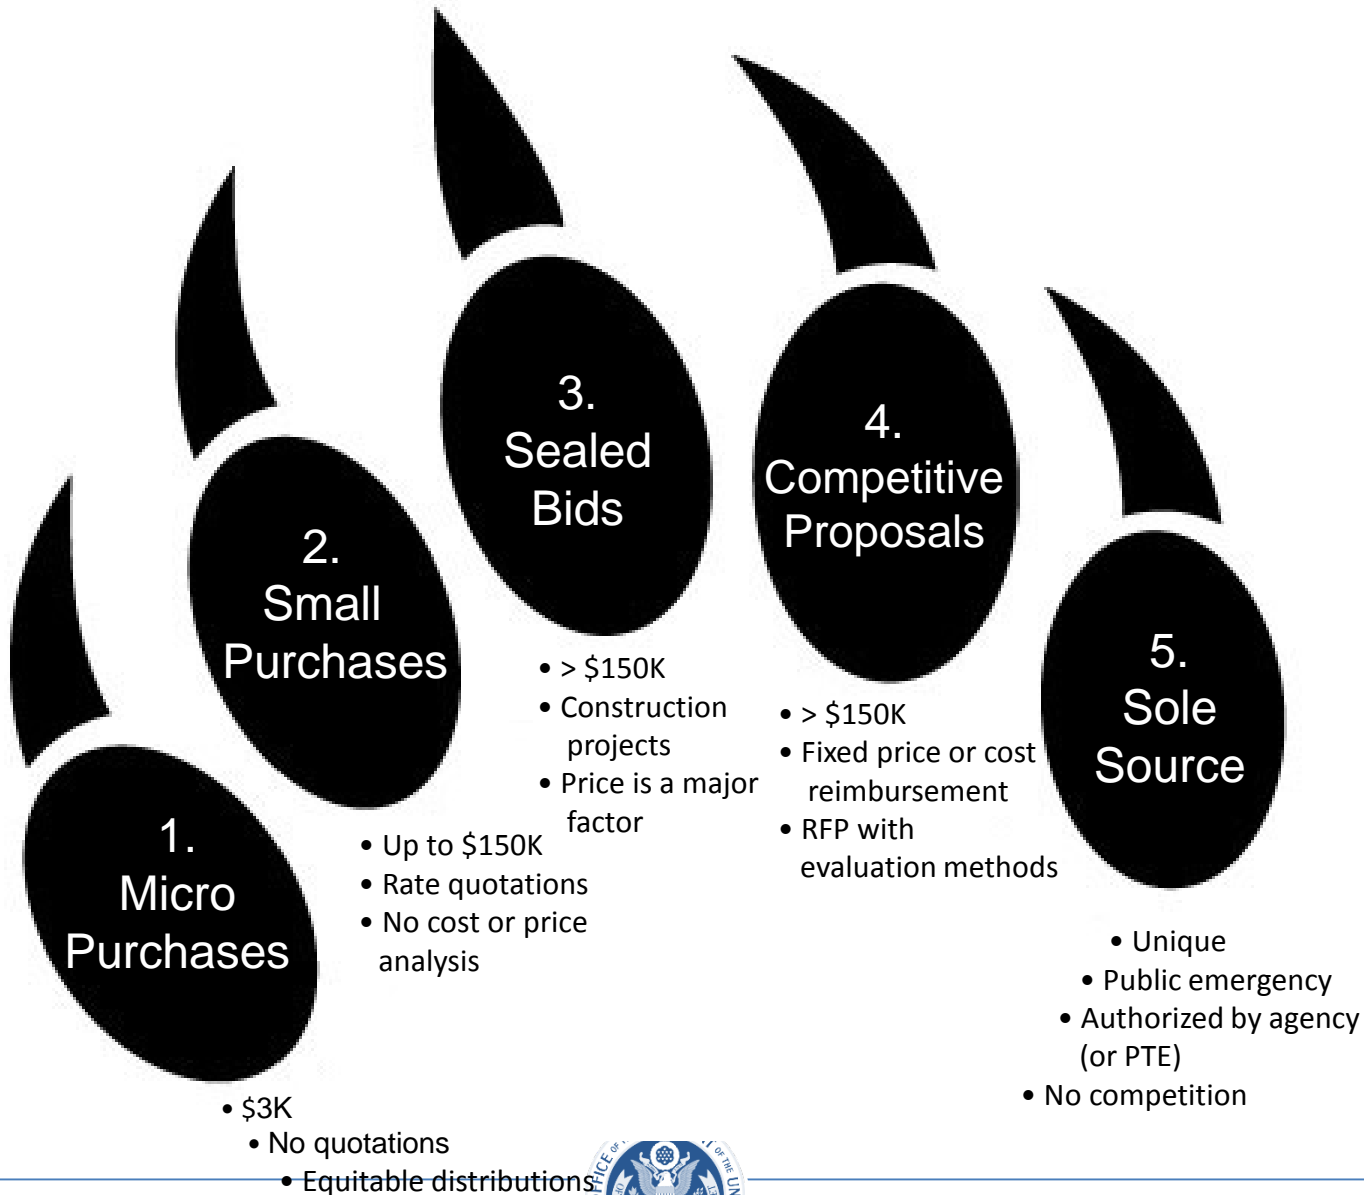 1.
Micro
Purchases
• $3K
• No quotations
• Equitable distributions
2.
Small
Purchases
• Up to $150K
• Rate quotations
• No cost or price
analysis
3.
Sealed
Bids
• > $150K
• Construction
projects
• Price is a major
factor
4.
Competitive
Proposals
• > $150K
• Fixed price or cost
reimbursement
• RFP with
evaluation methods
5.
Sole
Source
• Unique
• Public emergency
• Authorized by agency
(or PTE)
• No competition